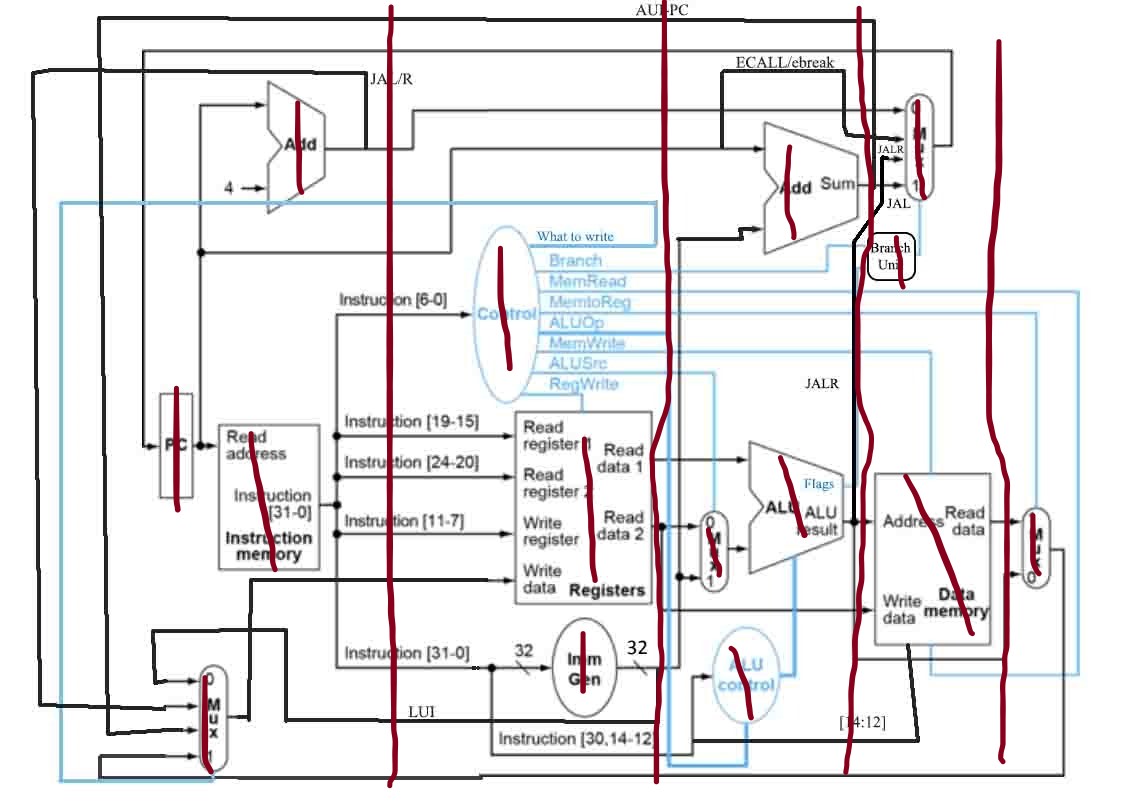 AUI-PC
JAL/R
ECALL/ebreak
Add
4
0
M
u
x
1
JALR
JAL
Add Sum
What to write
Branch
MemRead
MemtoReg
ALUOp
MemWrite
ALUSrc
RegWrite
Control
Branch
Unit
Instruction [6-0]
JALR
PC
Read
address
Instruction
[31-0]
Instruction
memory
Instruction [19-15]
Instruction [24-20]
Instruction [11-7]
Read
register 1
Read
data 1
Read
register 2
Write
register
Read
data 2
Write
data
Registers
0
M
u
x
1
Flags
ALU
ALU
result
Address
Read
data
Write
data
Data
memory
1
M
u
x
0
Instruction [31-0]
32
Imm
Gen
32
ALU
control
0
M
u
x
1
LUI
Instruction [30,14-12]
[14:12]